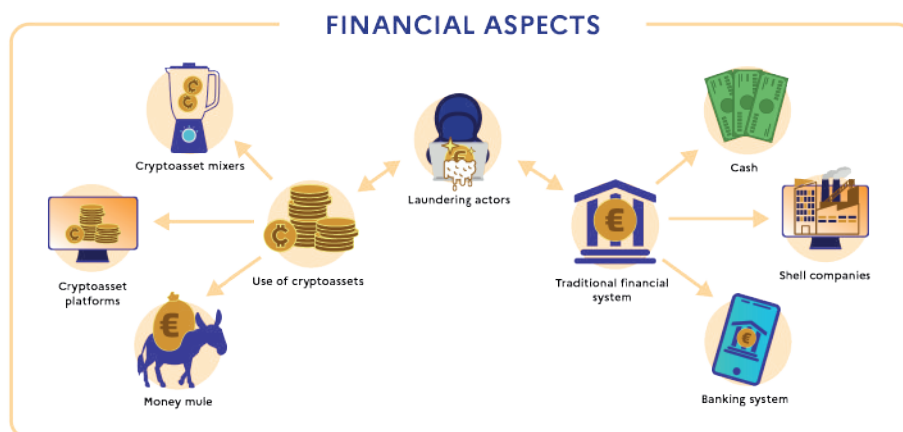 FINANCIAL ASPECTS
Cryptoasset mixers
Cryptoasset
platforms
Money mule
Use of cryptoassets
Laundering actors
Traditional financial
system
Cash
Shell companies
Banking system